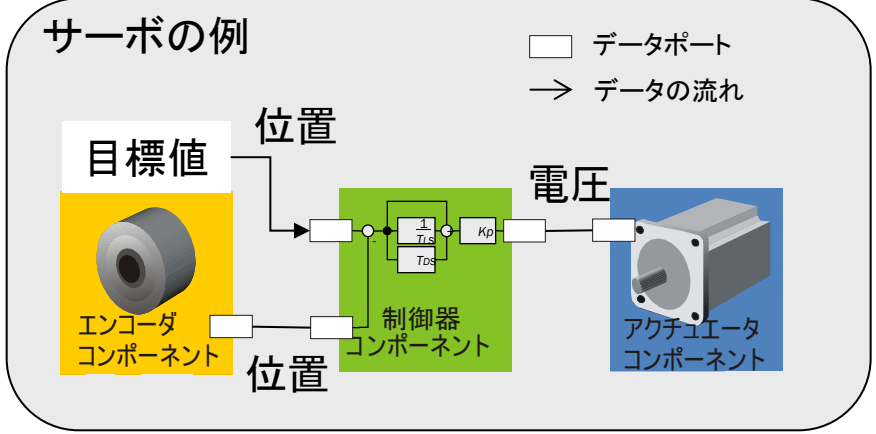 サーボの例
データポート
データの流れ
目標値
位置
電圧
1
TIS
TDS
Kp
-
エンコーダ
コンポーネント
位置
制御器
コンポーネント
アクチュエータ
コンポーネント